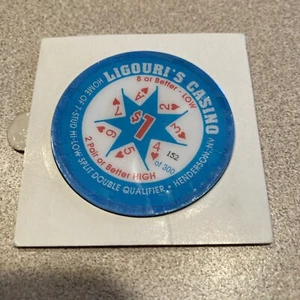 LIGOURI'S CASINO
HOME OF 7-STUD HI-LOW SPLIT DOUBLE QUALIFIER • HENDERSON, NV
8 or Better - LOW
A
2
3
4
5
6
7
$1
152
of 300
2 Pair or Better HIGH